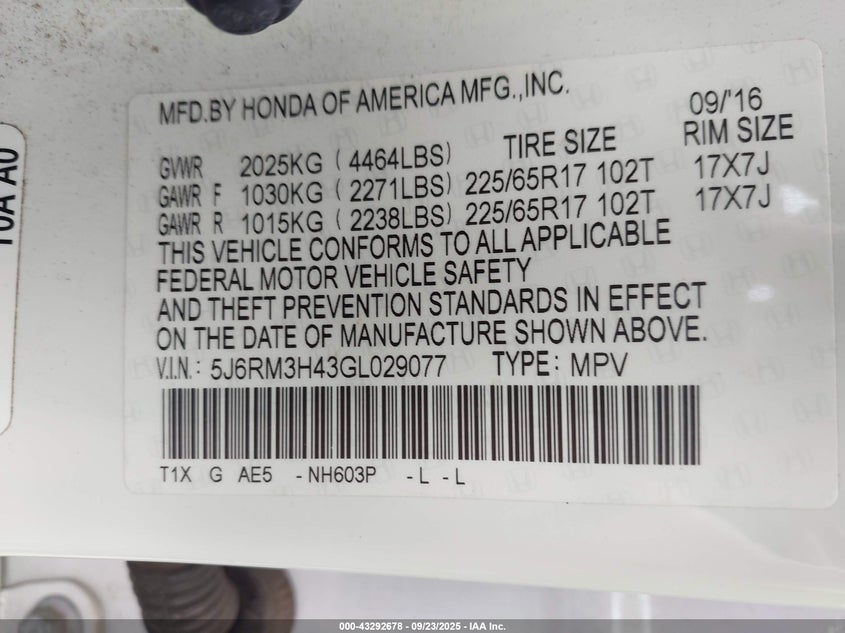 MFD.BY HONDA OF AMERICA MFG.,INC.
09/'16
TIRE SIZE RIM SIZE
GVWR 2025KG (4464LBS)
GAWR F 1030KG (2271LBS) 225/65R17 102T 17X7J
GAWR R 1015KG (2238LBS) 225/65R17 102T 17X7J
THIS VEHICLE CONFORMS TO ALL APPLICABLE
FEDERAL MOTOR VEHICLE SAFETY
AND THEFT PREVENTION STANDARDS IN EFFECT
ON THE DATE OF MANUFACTURE SHOWN ABOVE.
V.I.N.: 5J6RM3H43GL029077 TYPE: MPV
T1X G AE5 -NH603P -L -L
000-43292678 - 09/23/2025 - IAA Inc.